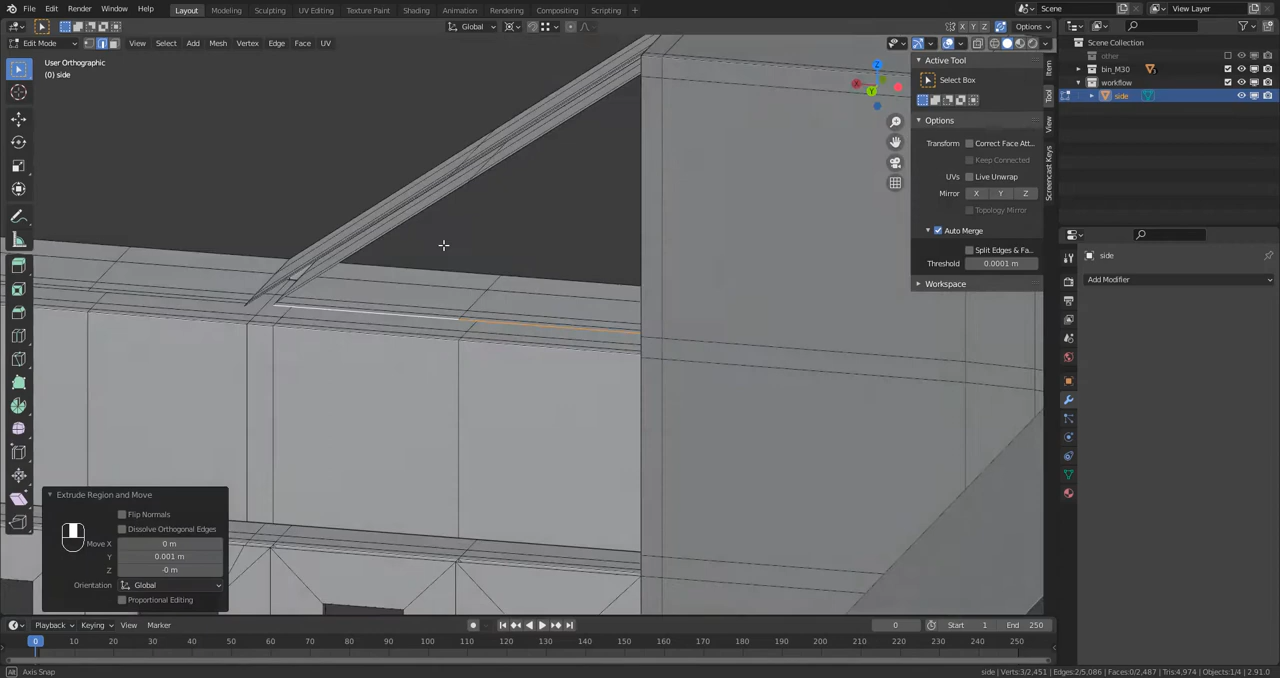 File Edit Render Window Help
Layout Modeling Sculpting UV Editing Texture Paint Shading Animation Rendering Compositing Scripting +
Scene
View Layer
Global
X Y Z
Options
Edit Mode
View Select Add Mesh Vertex Edge Face UV
User Orthographic
(0) side
Z
X
Y
Item
Tool
View
Screencast Keys
Active Tool
Select Box
Options
Transform Correct Face Att...
Keep Connected
UVs Live Unwrap
Mirror X Y Z
Topology Mirror
Auto Merge
Split Edges & Fa...
Threshold 0.0001 m
Workspace
Scene Collection
other
bin_M30
workflow
side
side
Add Modifier
Extrude Region and Move
Flip Normals
Dissolve Orthogonal Edges
Move X 0 m
Y 0.001 m
Z -0 m
Orientation Global
Proportional Editing
Playback Keying View Marker
0
Start 1
End 250
0 10 20 30 40 50 60 70 80 90 100 110 120 130 140 150 160 170 180 190 200 210 220 230 240 250
Alt Axis Snap
side | Verts:3/2,451 | Edges:2/5,086 | Faces:0/2,487 | Tris:4,974 | Objects:1/4 | 2.91.0